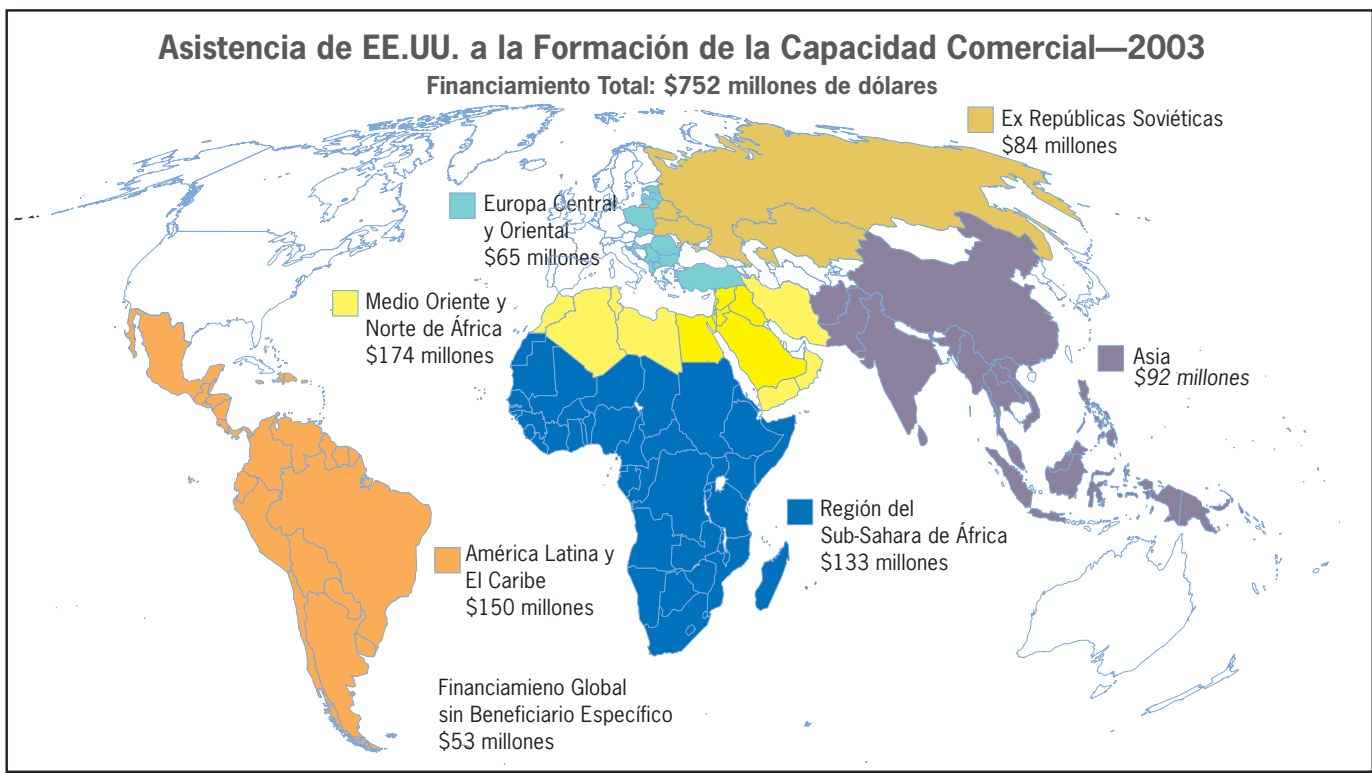 Asistencia de EE.UU. a la Formación de la Capacidad Comercial—2003
Financiamiento Total: $752 millones de dólares
Ex Repúblicas Soviéticas
$84 millones
Europa Central
y Oriental
$65 millones
Medio Oriente y
Norte de África
$174 millones
Asia
$92 millones
Región del
Sub-Sahara de África
$133 millones
América Latina y
El Caribe
$150 millones
Financiamieno Global
sin Beneficiario Específico
$53 millones